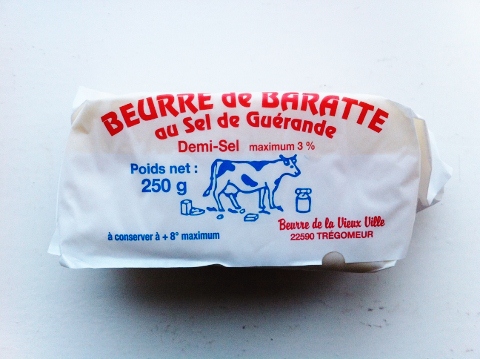 BEURRE de BARATTE
au Sel de Guérande
Demi-Sel maximum 3 %
Poids net :
250 g
à conserver à + 8° maximum
Beurre de la Vieux Ville
22590 TRÉGOMEUR